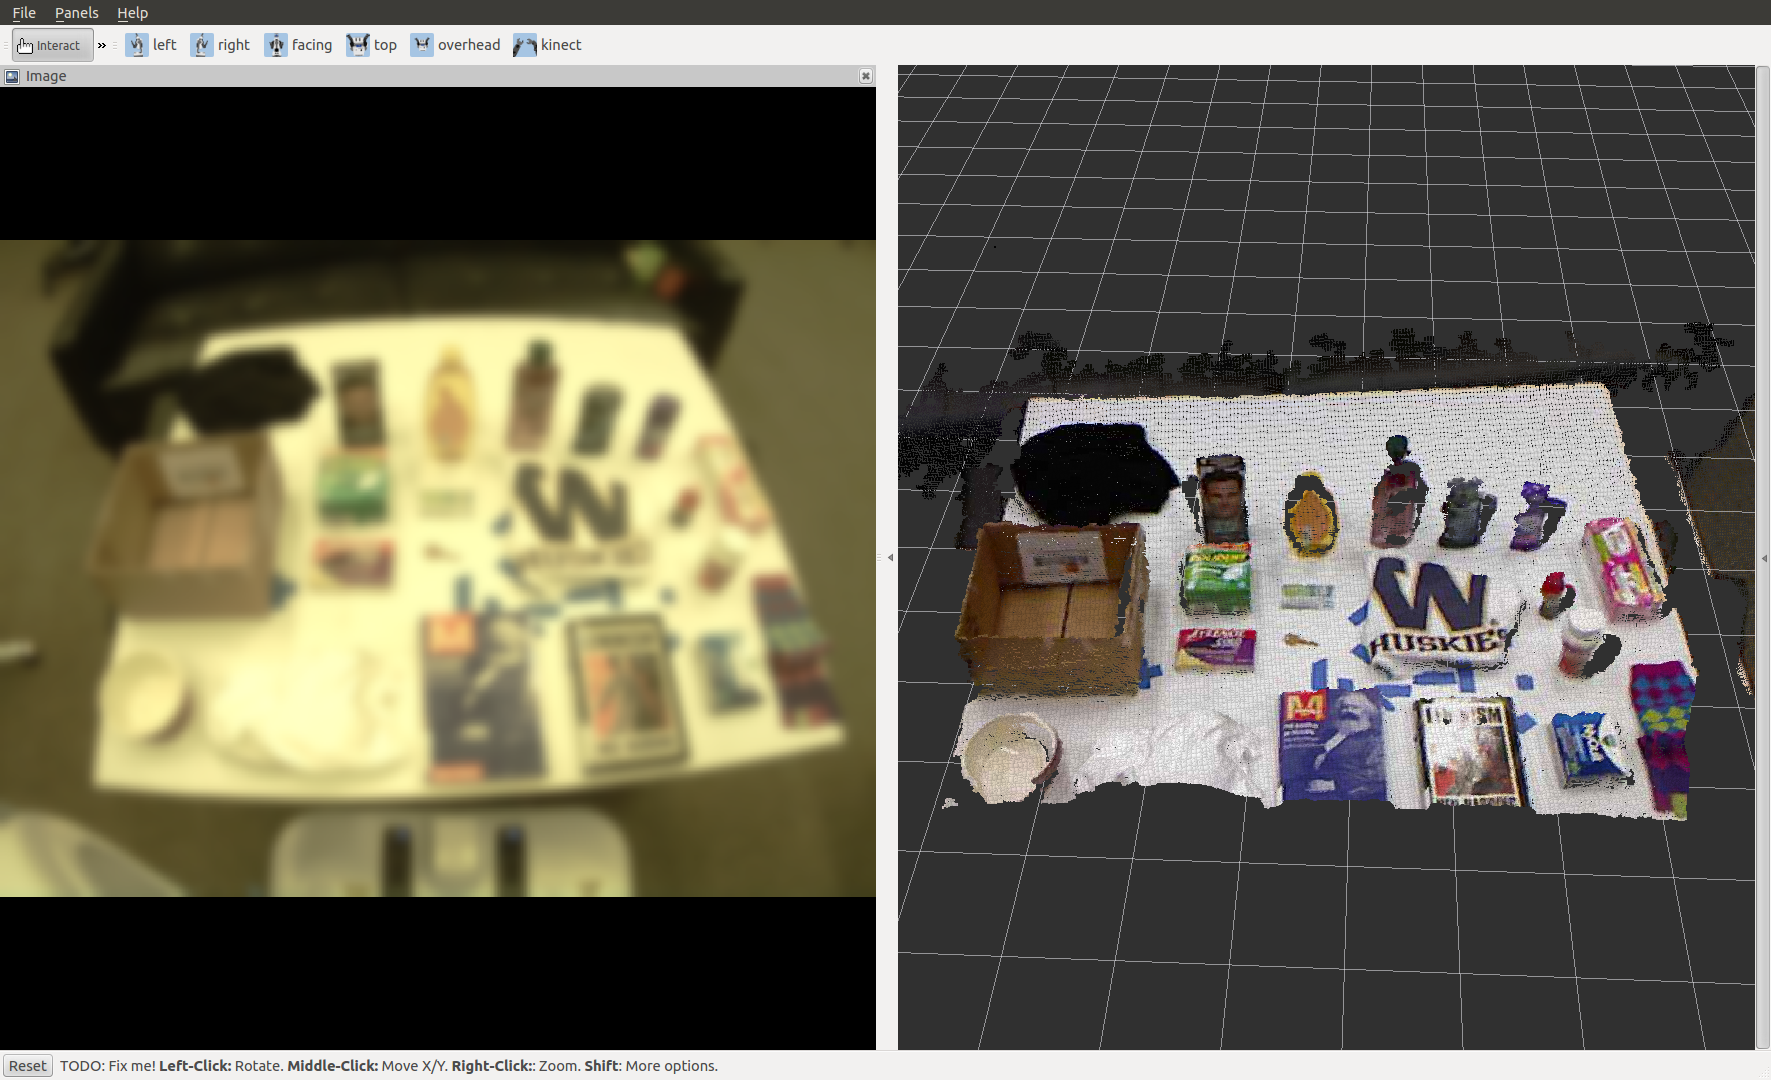 File Panels Help
Interact » left right facing top overhead kinect
Image
W
HUSKIES
M
Reset TODO: Fix me! Left-Click: Rotate. Middle-Click: Move X/Y. Right-Click:: Zoom. Shift: More options.